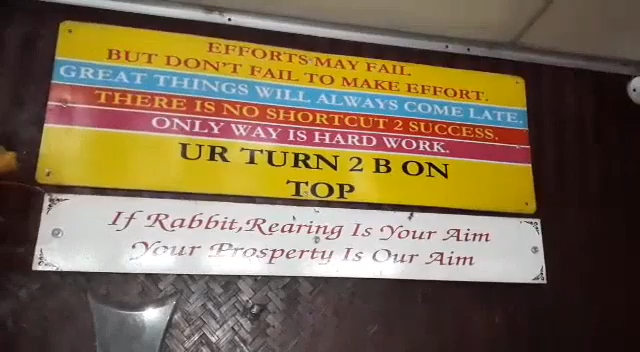 EFFORTS MAY FAIL
BUT DON'T FAIL TO MAKE EFFORT.
GREAT THINGS WILL ALWAYS COME LATE.
THERE IS NO SHORTCUT 2 SUCCESS.
ONLY WAY IS HARD WORK.
UR TURN 2 B ON
TOP
If Rabbit,Rearing Is Your Aim
Your Prosperty Is Our Aim